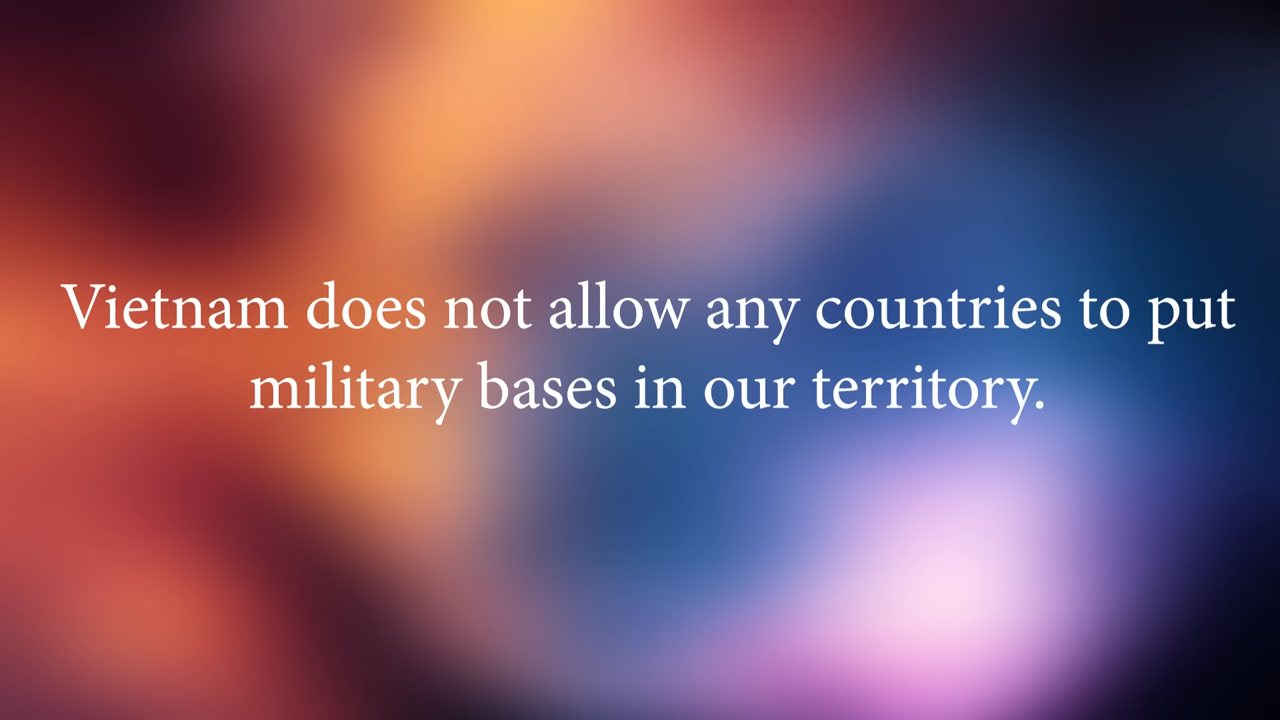 Vietnam does not allow any countries to put
military bases in our territory.